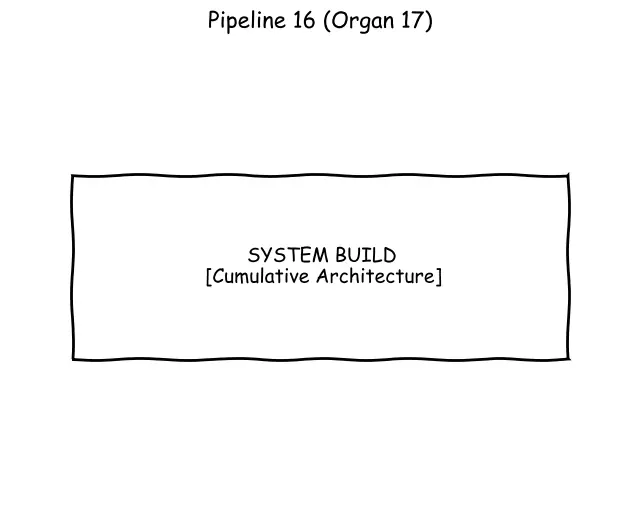 Pipeline 16 (Organ 17)
SYSTEM BUILD
[Cumulative Architecture]